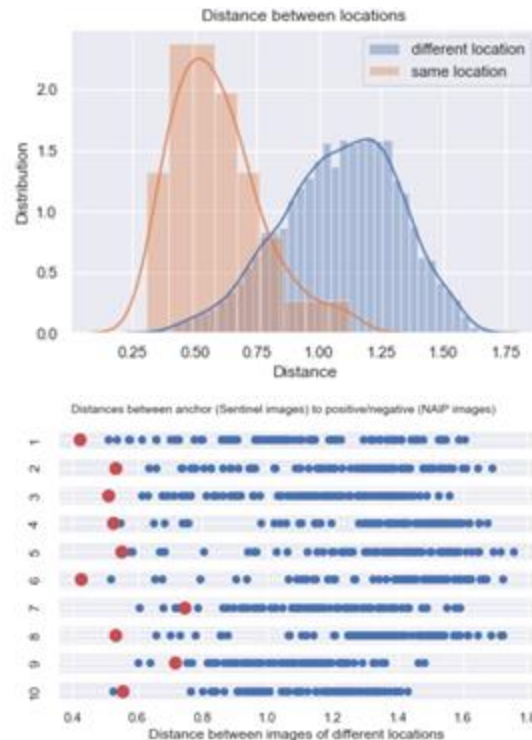 Distance between locations
different location
same location
2.0
1.5
1.0
0.5
0.0
Distribution
0.25 0.50 0.75 1.00 1.25 1.50 1.75
Distance
Distances between anchor (Sentinel images) to positive/negative (NAIP images)
1
2
3
4
5
6
7
8
9
10
0.4 0.6 0.8 1.0 1.2 1.4 1.6 1.8
Distance between images of different locations